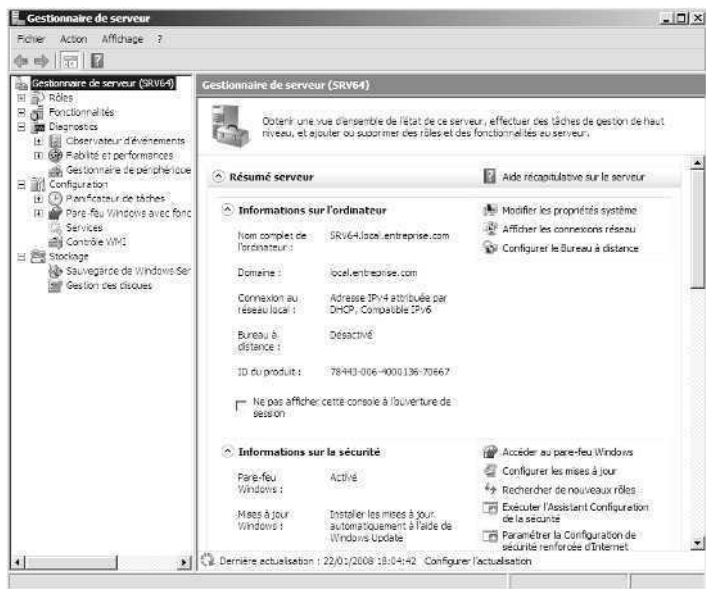 Gestionnaire de serveur
Fichier Action Affichage ?
Gestionnaire de serveur (SRV64)
Rôles
Fonctionnalités
Diagnostics
Observateur d'événements
Fiabilité et performances
Gestionnaire de périphérique
Configuration
Planificateur de tâches
Pare-feu Windows avec fonc
Services
Contrôle WMI
Stockage
Sauvegarde de Windows Ser
Gestion des disques
Gestionnaire de serveur (SRV64)
Obtenir une vue d'ensemble de l'état de ce serveur, effectuer des tâches de gestion de haut
niveau, et ajouter ou supprimer des rôles et des fonctionnalités au serveur.
Résumé serveur
Aide récapitulative sur le serveur
Informations sur l'ordinateur
Nom complet de
l'ordinateur :
SRV64.local.entreprise.com
Domaine :
local.entreprise.com
Connexion au
réseau local :
Adresse IPv4 attribuée par
DHCP, Compatible IPv6
Bureau à
distance :
Désactivé
ID du produit :
78443-006-4000136-70667
Ne pas afficher cette console à l'ouverture de
session
Modifier les propriétés système
Afficher les connexions réseau
Configurer le Bureau à distance
Informations sur la sécurité
Pare-feu
Windows :
Activé
Mises à jour
Windows :
Installer les mises à jour
automatiquement à l'aide de
Windows Update
Accéder au pare-feu Windows
Configurer les mises à jour
Rechercher de nouveaux rôles
Exécuter l'Assistant Configuration
de la sécurité
Paramétrer la Configuration de
sécurité renforcée d'Internet
Dernière actualisation : 22/01/2008 18:04:42 Configurer l'actualisation